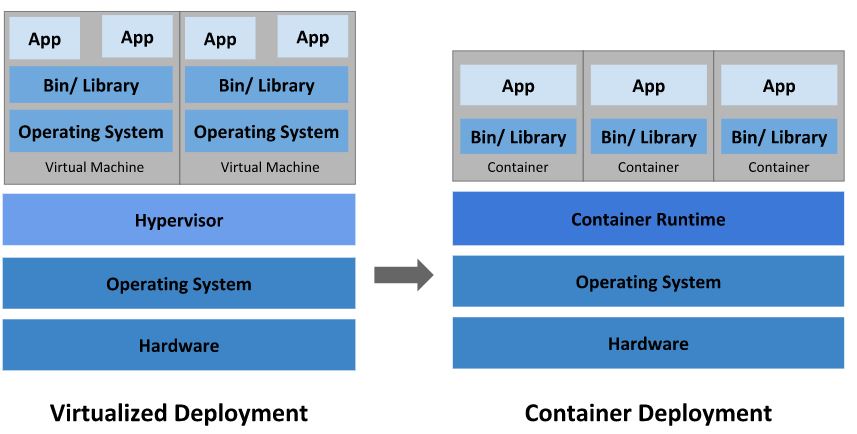 App
App
App
App
Bin/ Library
Bin/ Library
Operating System
Operating System
Virtual Machine
Virtual Machine
Hypervisor
Operating System
Hardware
Virtualized Deployment
App
App
App
Bin/ Library
Bin/ Library
Bin/ Library
Container
Container
Container
Container Runtime
Operating System
Hardware
Container Deployment